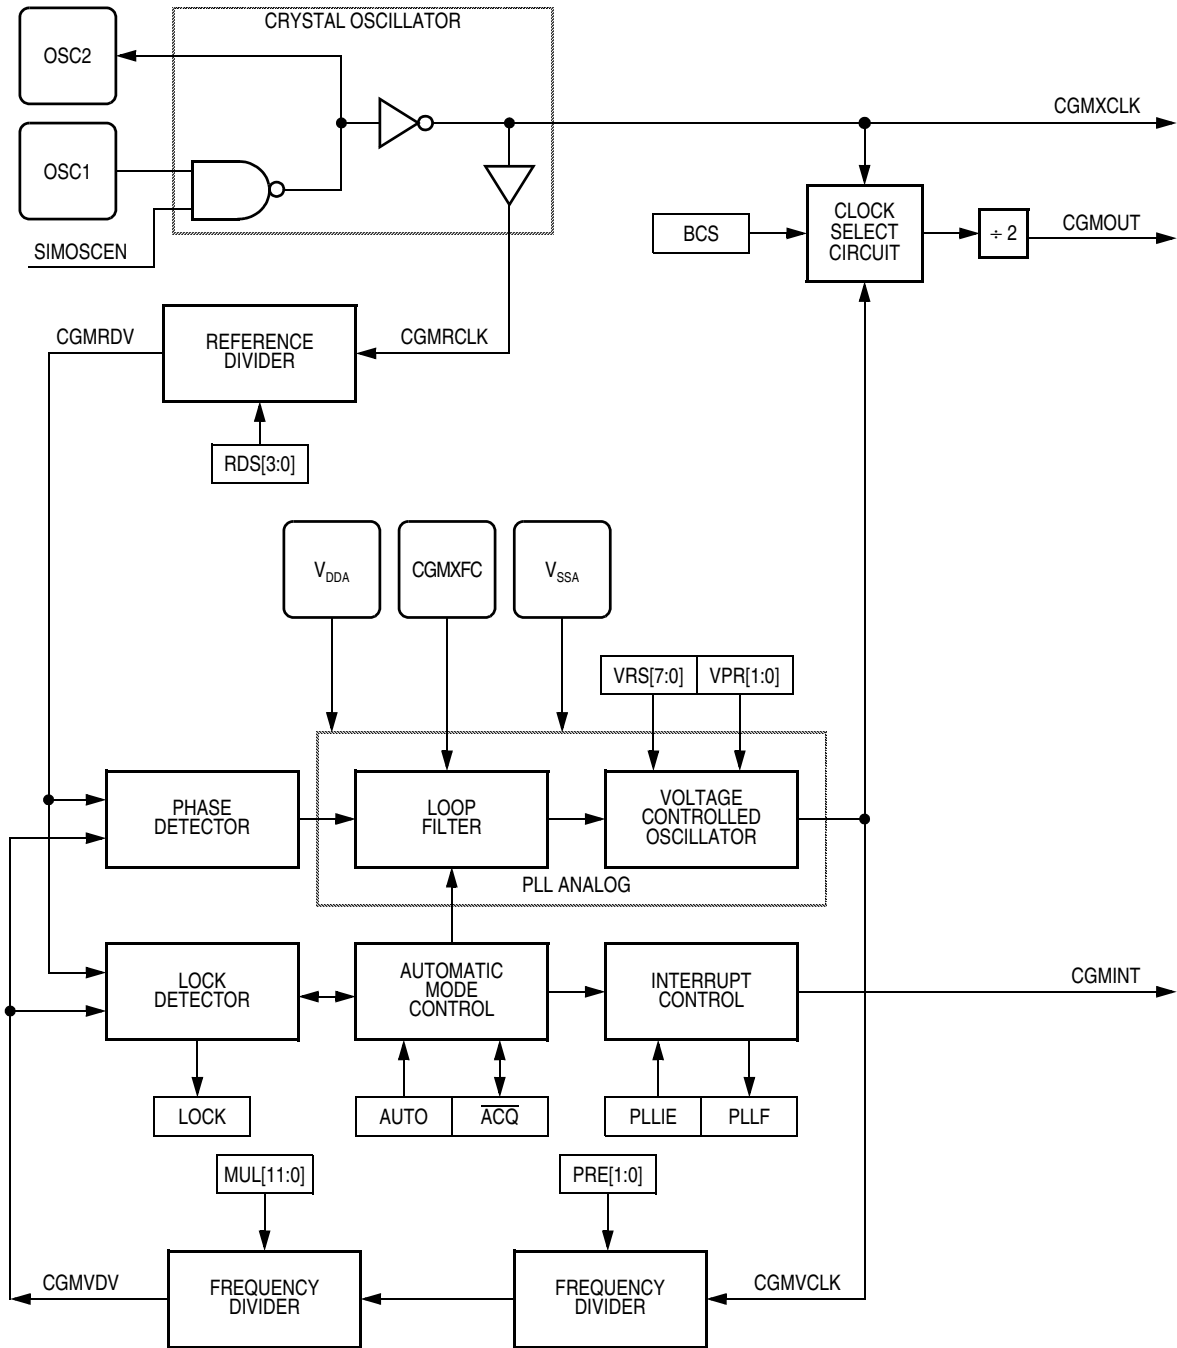 CRYSTAL OSCILLATOR
OSC2
CGMXCLK
OSC1
CLOCK
SELECT
CIRCUIT
BCS
÷ 2
CGMOUT
SIMOSCEN
CGMRDV
REFERENCE
DIVIDER
CGMRCLK
RDS[3:0]
VDDA
CGMXFC
VSSA
VRS[7:0]
VPR[1:0]
PHASE
DETECTOR
LOOP
FILTER
VOLTAGE
CONTROLLED
OSCILLATOR
PLL ANALOG
LOCK
DETECTOR
AUTOMATIC
MODE
CONTROL
INTERRUPT
CONTROL
CGMINT
LOCK
AUTO
A̅C̅Q̅
PLLIE
PLLF
MUL[11:0]
PRE[1:0]
CGMVDV
FREQUENCY
DIVIDER
FREQUENCY
DIVIDER
CGMVCLK